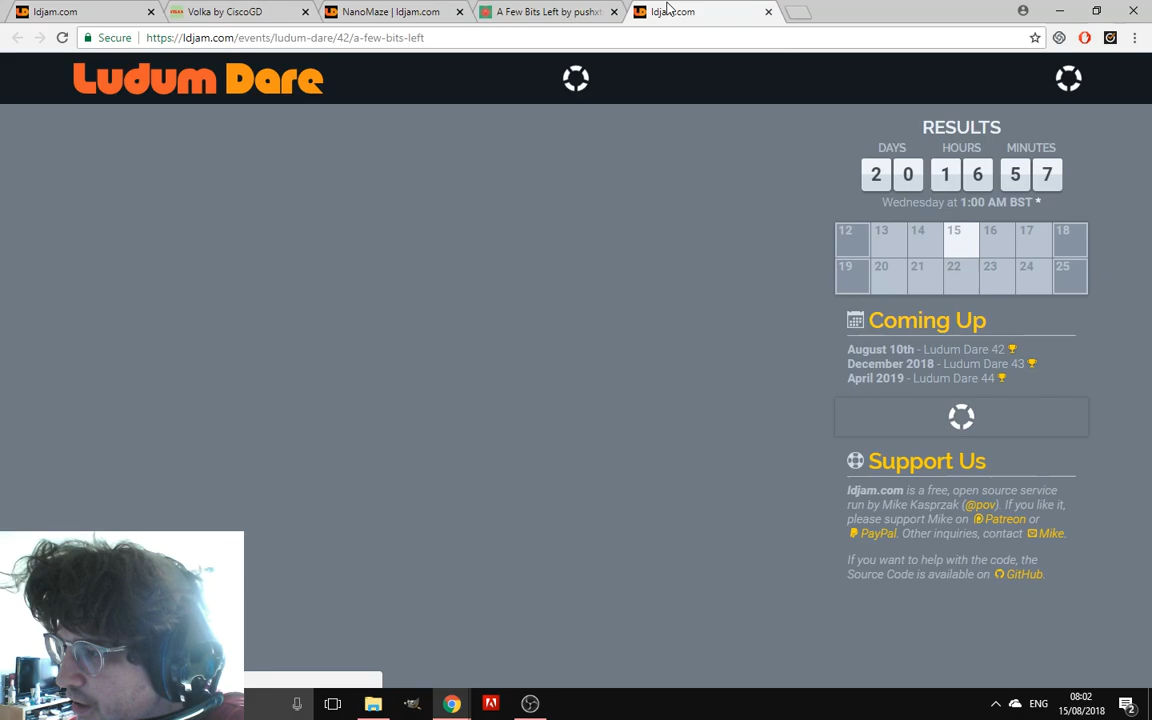 ldjam.com
Volka by CiscoGD
NanoMaze | ldjam.com
A Few Bits Left by pushxt
ldjam.com
Secure
https://ldjam.com/events/ludum-dare/42/a-few-bits-left
Ludum Dare
RESULTS
DAYS HOURS MINUTES
2 0 1 6 5 7
Wednesday at 1:00 AM BST *
12 13 14 15 16 17 18
19 20 21 22 23 24 25
Coming Up
August 10th - Ludum Dare 42
December 2018 - Ludum Dare 43
April 2019 - Ludum Dare 44
Support Us
ldjam.com is a free, open source service
run by Mike Kasprzak (@pov). If you like it,
please support Mike on Patreon or
PayPal. Other inquiries, contact Mike.
If you want to help with the code, the
Source Code is available on GitHub.
ENG
08:02
15/08/2018
2